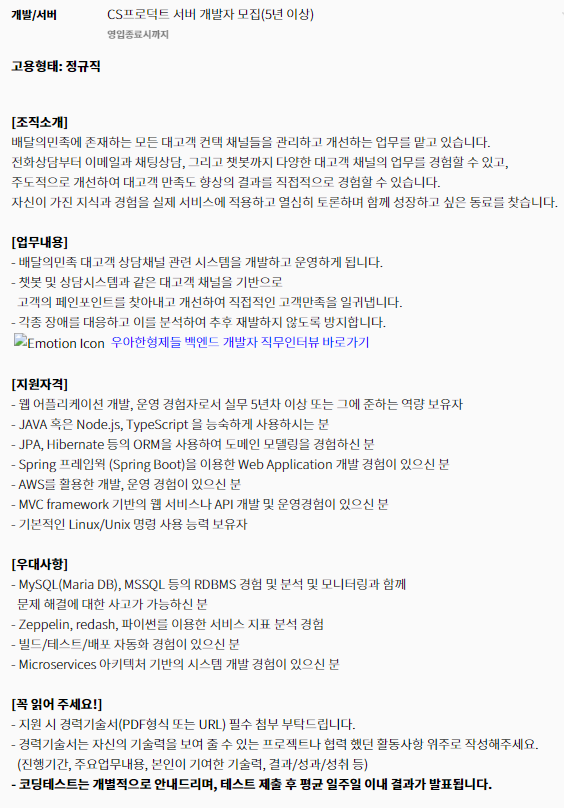 개발/서버 CS프로덕트 서버 개발자 모집(5년 이상)
영입종료시까지
고용형태: 정규직
[조직소개]
배달의민족에 존재하는 모든 대고객 컨택 채널들을 관리하고 개선하는 업무를 맡고 있습니다.
전화상담부터 이메일과 채팅상담, 그리고 챗봇까지 다양한 대고객 채널의 업무를 경험할 수 있고,
주도적으로 개선하여 대고객 만족도 향상의 결과를 직접적으로 경험할 수 있습니다.
자신이 가진 지식과 경험을 실제 서비스에 적용하고 열심히 토론하며 함께 성장하고 싶은 동료를 찾습니다.
[업무내용]
- 배달의민족 대고객 상담채널 관련 시스템을 개발하고 운영하게 됩니다.
- 챗봇 및 상담시스템과 같은 대고객 채널을 기반으로
고객의 페인포인트를 찾아내고 개선하여 직접적인 고객만족을 일궈냅니다.
- 각종 장애를 대응하고 이를 분석하여 추후 재발하지 않도록 방지합니다.
Emotion Icon 우아한형제들 백엔드 개발자 직무인터뷰 바로가기
[지원자격]
- 웹 어플리케이션 개발, 운영 경험자로서 실무 5년차 이상 또는 그에 준하는 역량 보유자
- JAVA 혹은 Node.js, TypeScript 을 능숙하게 사용하시는 분
- JPA, Hibernate 등의 ORM을 사용하여 도메인 모델링을 경험하신 분
- Spring 프레임웍 (Spring Boot)을 이용한 Web Application 개발 경험이 있으신 분
- AWS를 활용한 개발, 운영 경험이 있으신 분
- MVC framework 기반의 웹 서비스나 API 개발 및 운영경험이 있으신 분
- 기본적인 Linux/Unix 명령 사용 능력 보유자
[우대사항]
- MySQL(Maria DB), MSSQL 등의 RDBMS 경험 및 분석 및 모니터링과 함께
문제 해결에 대한 사고가 가능하신 분
- Zeppelin, redash, 파이썬를 이용한 서비스 지표 분석 경험
- 빌드/테스트/배포 자동화 경험이 있으신 분
- Microservices 아키텍처 기반의 시스템 개발 경험이 있으신 분
[꼭 읽어 주세요!]
- 지원 시 경력기술서(PDF형식 또는 URL) 필수 첨부 부탁드립니다.
- 경력기술서는 자신의 기술력을 보여 줄 수 있는 프로젝트나 협력 했던 활동사항 위주로 작성해주세요.
(진행기간, 주요업무내용, 본인이 기여한 기술력, 결과/성과/성취 등)
- 코딩테스트는 개별적으로 안내드리며, 테스트 제출 후 평균 일주일 이내 결과가 발표됩니다.